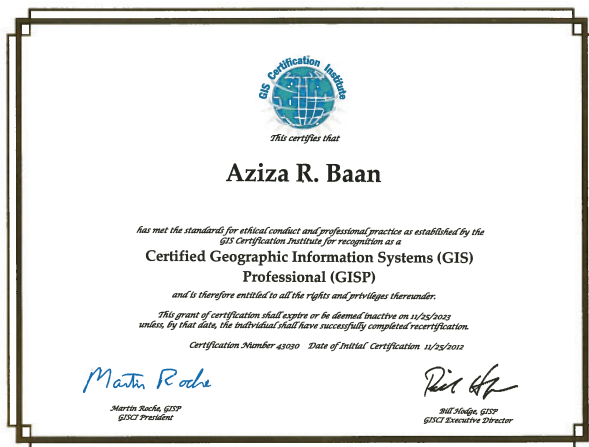 GIS Certification Institute
This certifies that
Aziza R. Baan
has met the standards for ethical conduct and professional practice as established by the
GIS Certification Institute for recognition as a
Certified Geographic Information Systems (GIS)
Professional (GISP)
and is therefore entitled to all the rights and privileges thereunder.
This grant of certification shall expire or be deemed inactive on 11/25/2023
unless, by that date, the individual shall have successfully completed recertification.
Certification Number 43030 Date of Initial Certification 11/25/2012
Martin Roche
Martin Roche, GISP
GISCI President
Bill Hodge, GISP
GISCI Executive Director